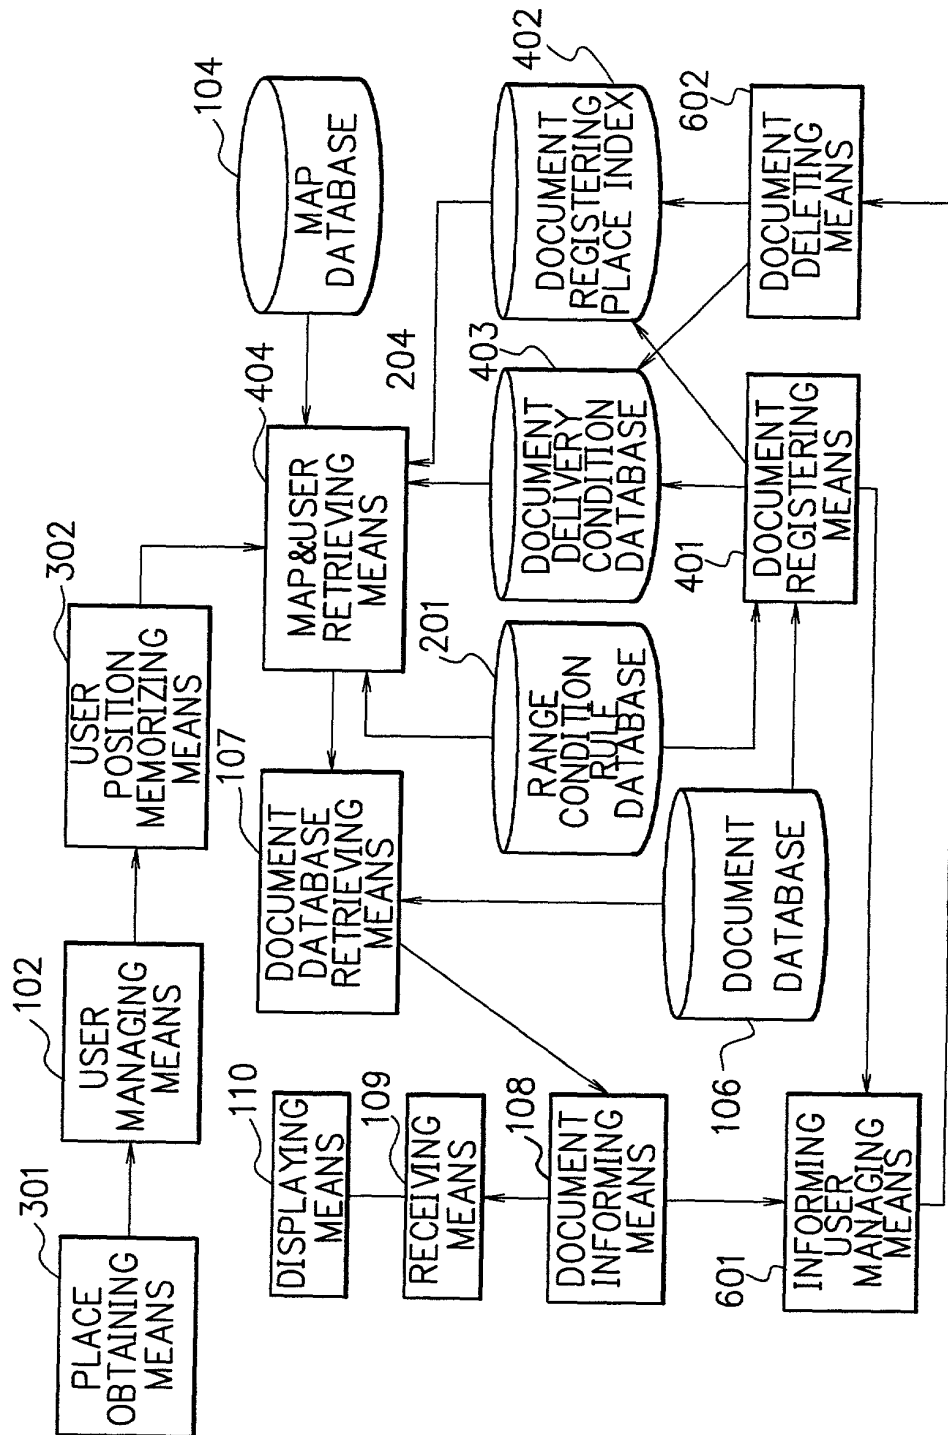 301
PLACE
OBTAINING
MEANS
102
USER
MANAGING
MEANS
302
USER
POSITION
MEMORIZING
MEANS
110
DISPLAYING
MEANS
109
RECEIVING
MEANS
107
DOCUMENT
DATABASE
RETRIEVING
MEANS
404
MAP&USER
RETRIEVING
MEANS
104
MAP
DATABASE
204
108
DOCUMENT
INFORMING
MEANS
201
RANGE
CONDITION
RULE
DATABASE
403
DOCUMENT
DELIVERY
CONDITION
DATABASE
402
DOCUMENT
REGISTERING
PLACE INDEX
106
DOCUMENT
DATABASE
601
INFORMING
USER
MANAGING
MEANS
401
DOCUMENT
REGISTERING
MEANS
602
DOCUMENT
DELETING
MEANS